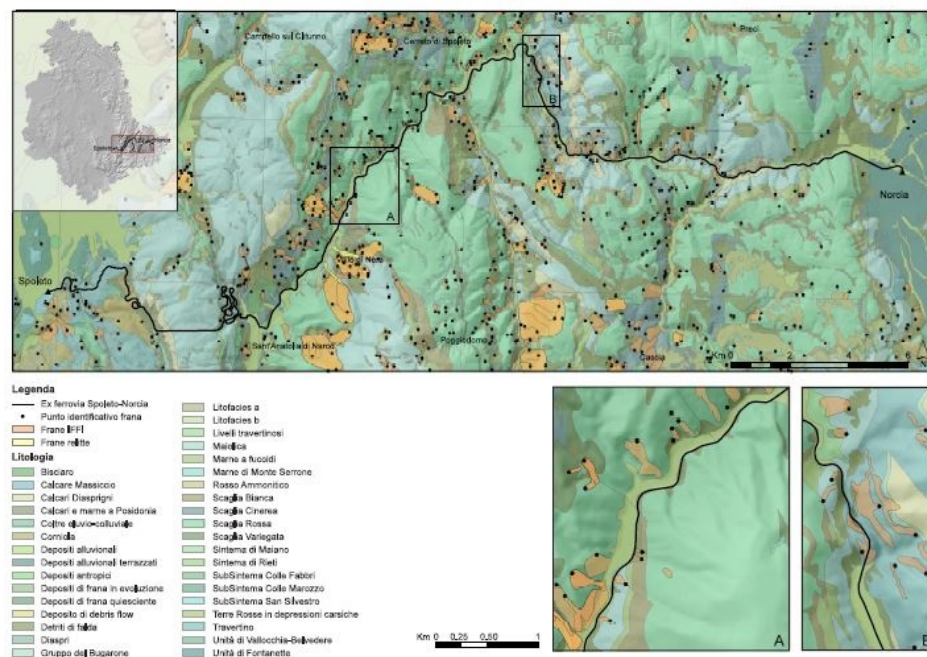 Campello sul Clitunno
Cerreto di Spoleto
Preci
B
A
Norcia
Spoleto
Vallo di Nera
Sant'Anatolia di Narco
Poggiodomo
Cascia
Km 0 2 4 6
Legenda
Ex ferrovia Spoleto-Norcia
Punto identificativo frana
Frane IFFI
Frane relitte
Litologia
Bisciaro
Calcare Massiccio
Calcari Diasprigni
Calcari e marne a Posidonia
Coltre eluvio-colluviale
Corniola
Depositi alluvionali
Depositi alluvionali terrazzati
Depositi antropici
Depositi di frana in evoluzione
Depositi di frana quiesciente
Deposito di debris flow
Detriti di falda
Diaspri
Gruppo del Bugarone
Litofacies a
Litofacies b
Livelli travertinosi
Maiolica
Marne a fucoidi
Marne di Monte Serrone
Rosso Ammonitico
Scaglia Bianca
Scaglia Cinerea
Scaglia Rossa
Scaglia Variegata
Sintema di Maiano
Sintema di Rieti
SubSintema Colle Fabbri
SubSintema Colle Marozzo
SubSintema San Silvestro
Terre Rosse in depressioni carsiche
Travertino
Unità di Vallocchia-Belvedere
Unità di Fontanette
Km 0 0,25 0,50 1
A
B